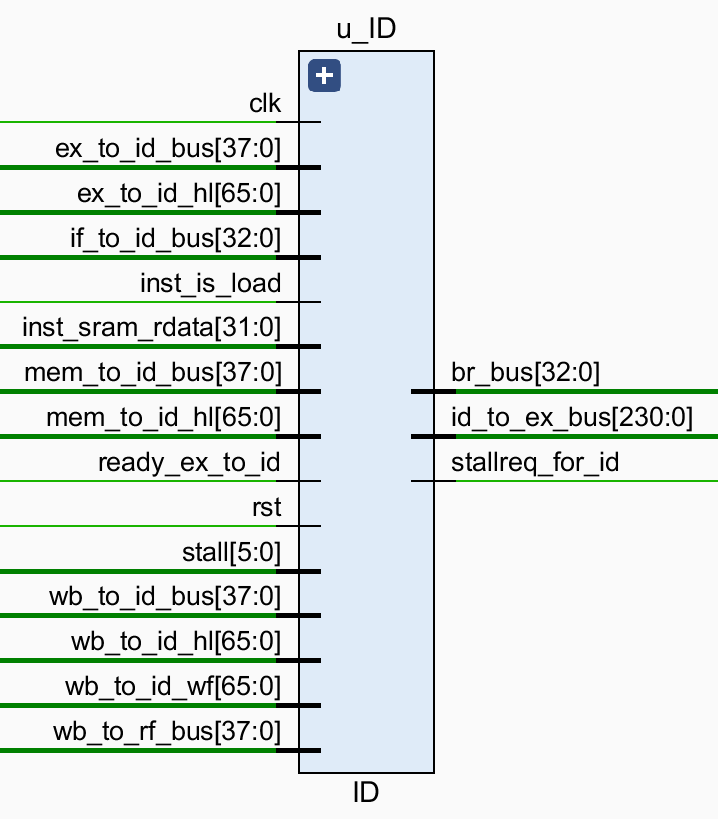 u_ID
clk
ex_to_id_bus[37:0]
ex_to_id_hl[65:0]
if_to_id_bus[32:0]
inst_is_load
inst_sram_rdata[31:0]
mem_to_id_bus[37:0]
br_bus[32:0]
mem_to_id_hl[65:0]
id_to_ex_bus[230:0]
ready_ex_to_id
stallreq_for_id
rst
stall[5:0]
wb_to_id_bus[37:0]
wb_to_id_hl[65:0]
wb_to_id_wf[65:0]
wb_to_rf_bus[37:0]
ID